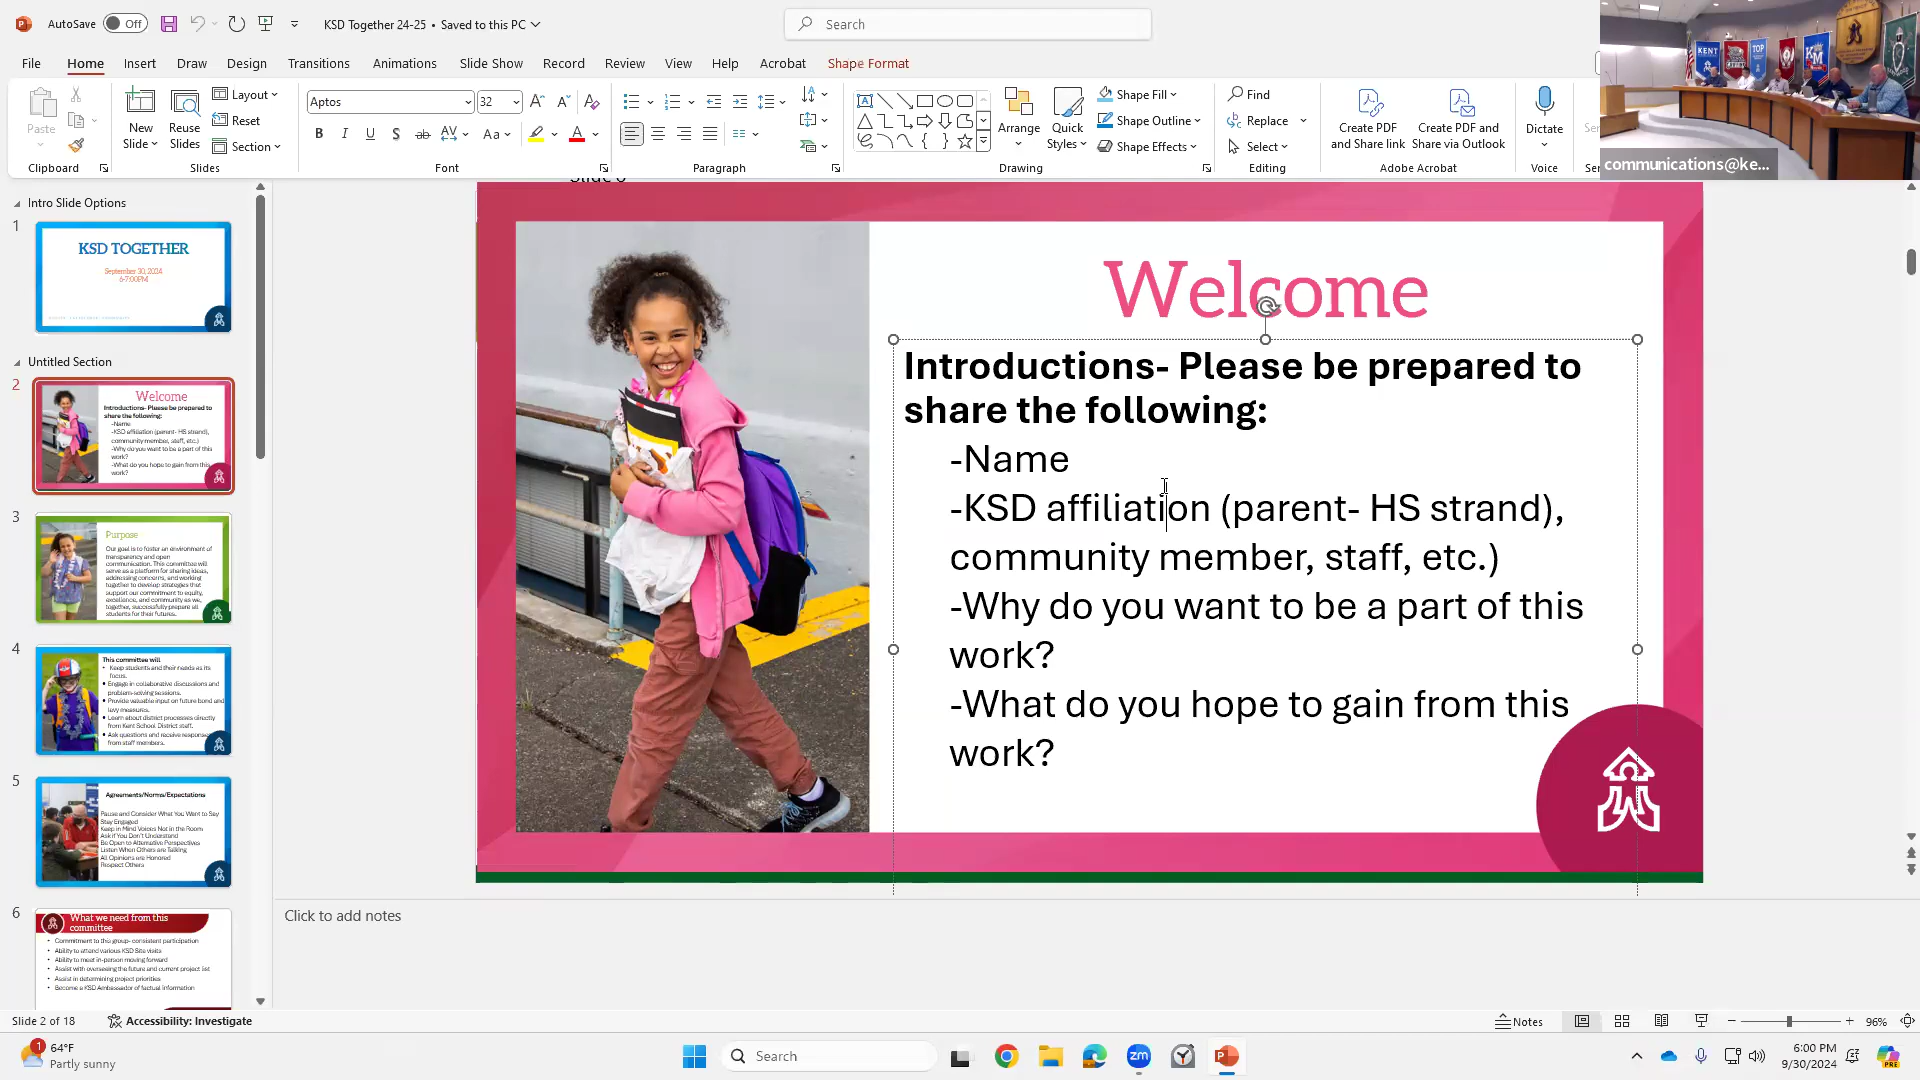 AutoSave
Off
KSD Together 24-25 • Saved to this PC
Search
File
Home
Insert
Draw
Design
Transitions
Animations
Slide Show
Record
Review
View
Help
Acrobat
Shape Format
Paste
New Slide
Reuse Slides
Layout
Reset
Section
Aptos
32
Shape Fill
Shape Outline
Shape Effects
Arrange
Quick Styles
Find
Replace
Select
Create PDF and Share link
Create PDF and Share via Outlook
Dictate
Clipboard
Slides
Font
Paragraph
Drawing
Editing
Adobe Acrobat
Voice
communications@ke...
KENT
TOP
KM
Intro Slide Options
1
KSD TOGETHER
September 30, 2024
6-7:00PM
Untitled Section
2
Welcome
Introductions- Please be prepared to
share the following:
-Name
-KSD affiliation (parent- HS strand),
community member, staff, etc.)
-Why do you want to be a part of this
work?
-What do you hope to gain from this
work?
3
Purpose
Our goal is to foster an environment of
transparency and open
communication. This committee will
serve as a platform for sharing ideas,
addressing concerns, and working
together to develop strategies that
support our commitment to equity,
excellence, and community as we,
together, successfully prepare all
students for their futures.
4
This committee will
• Keep students and their needs as its
focus.
• Engage in collaborative discussions and
problem-solving sessions.
• Provide valuable input on future bond and
levy measures.
• Learn about district processes directly
from Kent School District staff.
• Ask questions and receive responses
from staff members.
5
Agreements/Norms/Expectations
Pause and Consider What You Want to Say
Stay Engaged
Keep in Mind Voices Not in the Room
Ask if You Don't Understand
Be Open to Alternative Perspectives
Listen When Others are Talking
All Opinions are Honored
Respect Others
6
What we need from this
committee
• Commitment to this group- consistent participation
• Ability to attend various KSD Site visits
• Ability to meet in-person moving forward
• Assist with overseeing the future and current project list
• Assist in determining project priorities
• Become a KSD Ambassador of factual information
Welcome
Introductions- Please be prepared to
share the following:
-Name
-KSD affiliation (parent- HS strand),
community member, staff, etc.)
-Why do you want to be a part of this
work?
-What do you hope to gain from this
work?
Click to add notes
Slide 2 of 18
Accessibility: Investigate
Notes
96%
1
64°F
Partly sunny
Search
zm
6:00 PM
9/30/2024